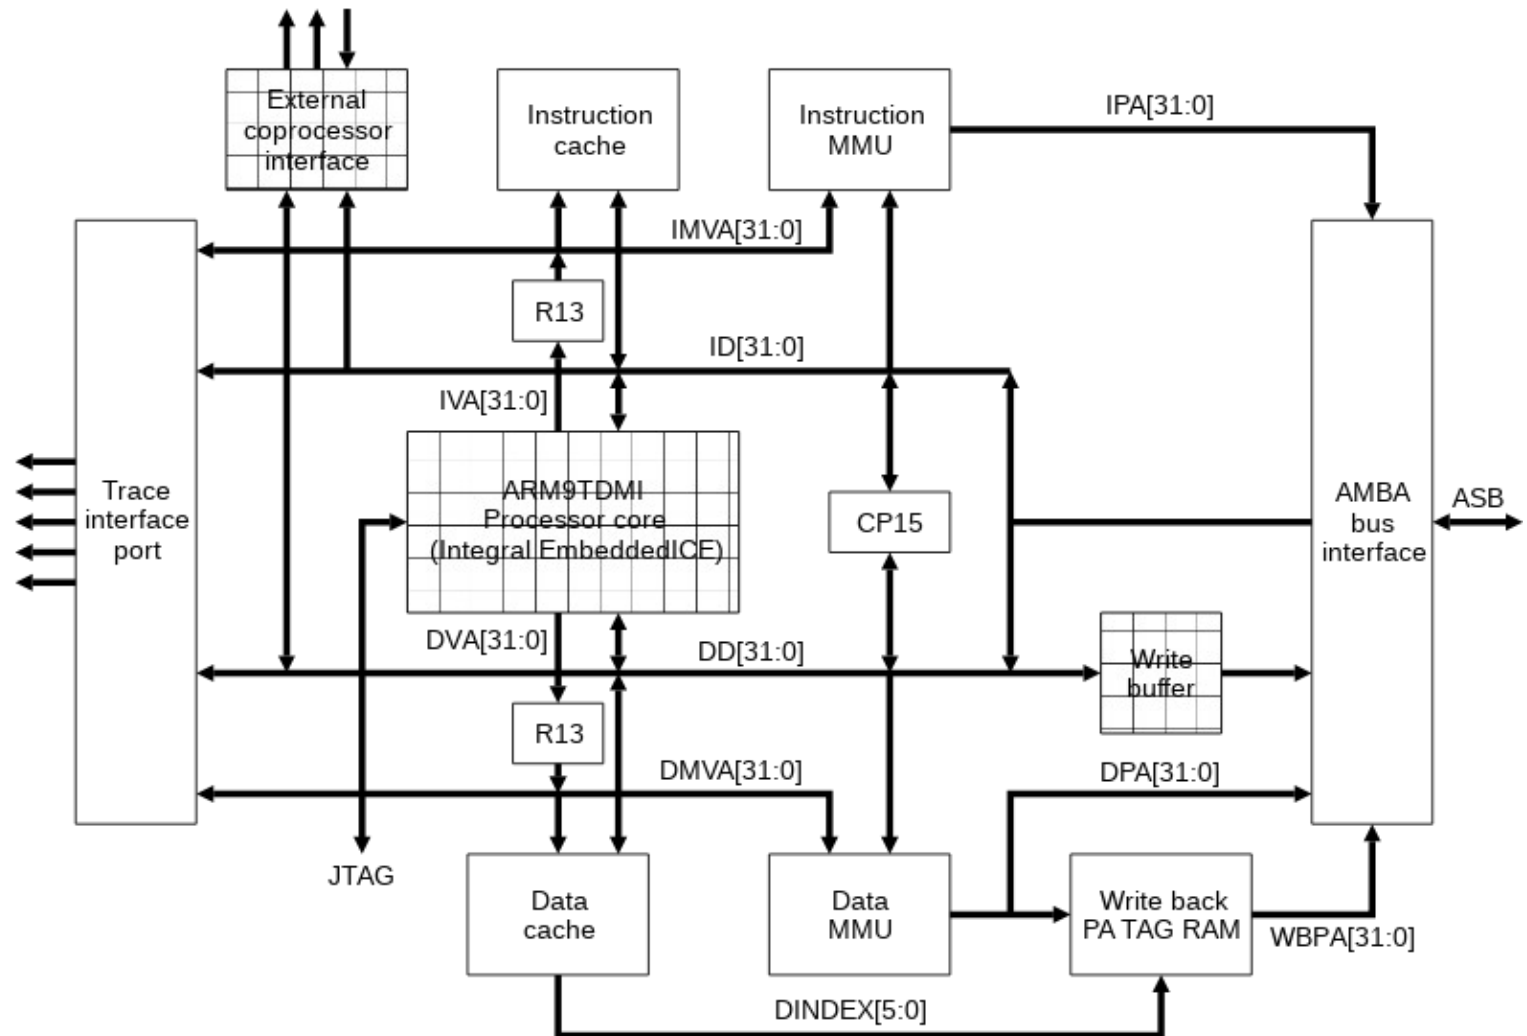 External
coprocessor
interface
Instruction
cache
Instruction
MMU
IPA[31:0]
IMVA[31:0]
R13
ID[31:0]
IVA[31:0]
Trace
interface
port
ARM9TDMI
Processor core
(Integral EmbeddedICE)
CP15
AMBA
bus
interface
ASB
DVA[31:0]
DD[31:0]
Write
buffer
R13
DMVA[31:0]
DPA[31:0]
JTAG
Data
cache
Data
MMU
Write back
PA TAG RAM
WBPA[31:0]
DINDEX[5:0]